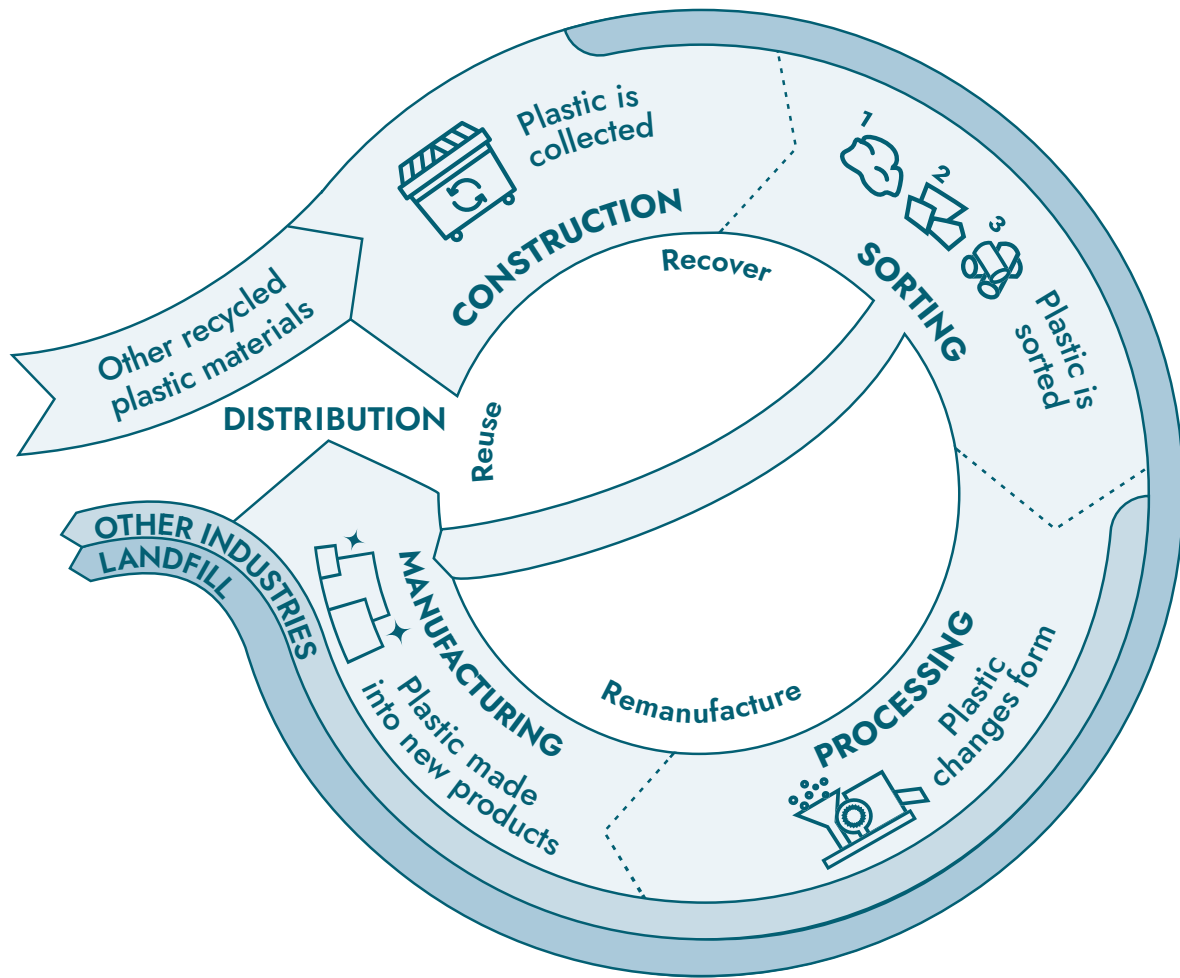 Plastic is
collected
CONSTRUCTION
Recover
1
2
3
SORTING
Plastic is
sorted
Other recycled
plastic materials
DISTRIBUTION
Reuse
OTHER INDUSTRIES
LANDFILL
MANUFACTURING
Plastic made
into new products
Remanufacture
PROCESSING
Plastic
changes form